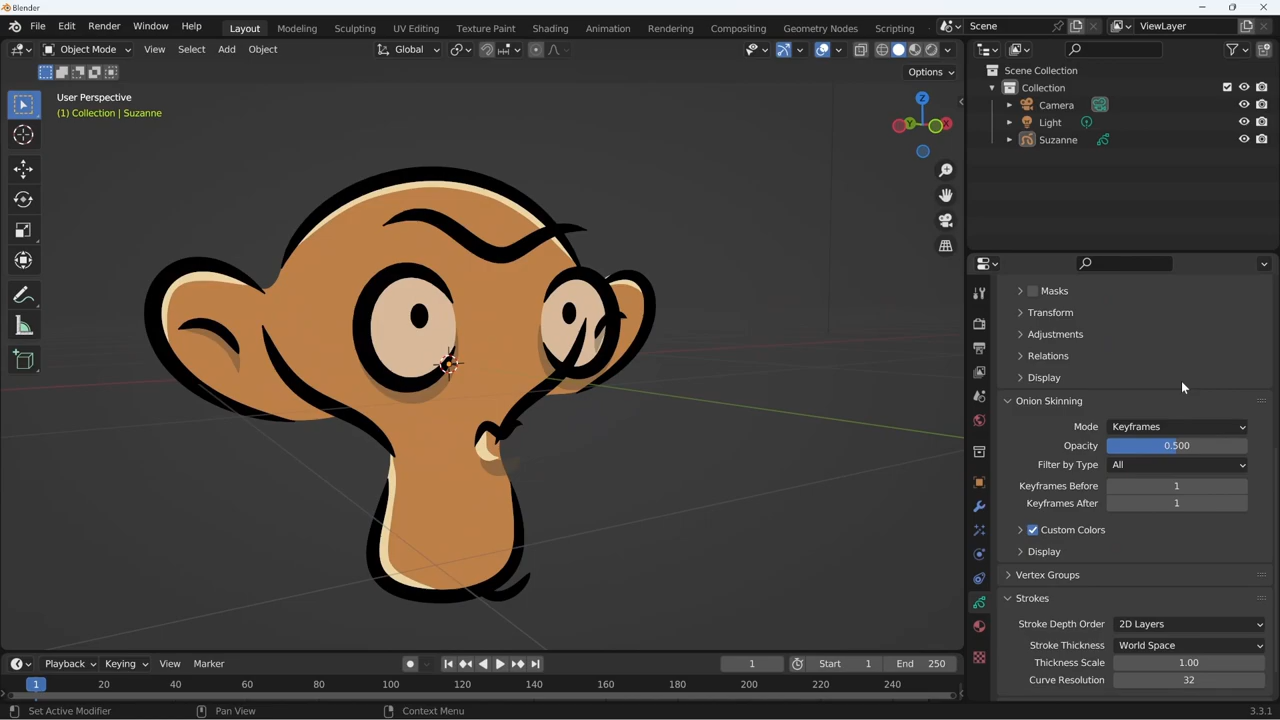 Blender
File Edit Render Window Help Layout Modeling Sculpting UV Editing Texture Paint Shading Animation Rendering Compositing Geometry Nodes Scripting Scene ViewLayer
Object Mode View Select Add Object Global
Options
User Perspective
(1) Collection | Suzanne
Z
Y
X
Scene Collection
Collection
Camera
Light
Suzanne
Masks
Transform
Adjustments
Relations
Display
Onion Skinning
Mode Keyframes
Opacity 0.500
Filter by Type All
Keyframes Before 1
Keyframes After 1
Custom Colors
Display
Vertex Groups
Strokes
Stroke Depth Order 2D Layers
Stroke Thickness World Space
Thickness Scale 1.00
Curve Resolution 32
Playback Keying View Marker 1 Start 1 End 250
1 20 40 60 80 100 120 140 160 180 200 220 240
Set Active Modifier Pan View Context Menu 3.3.1